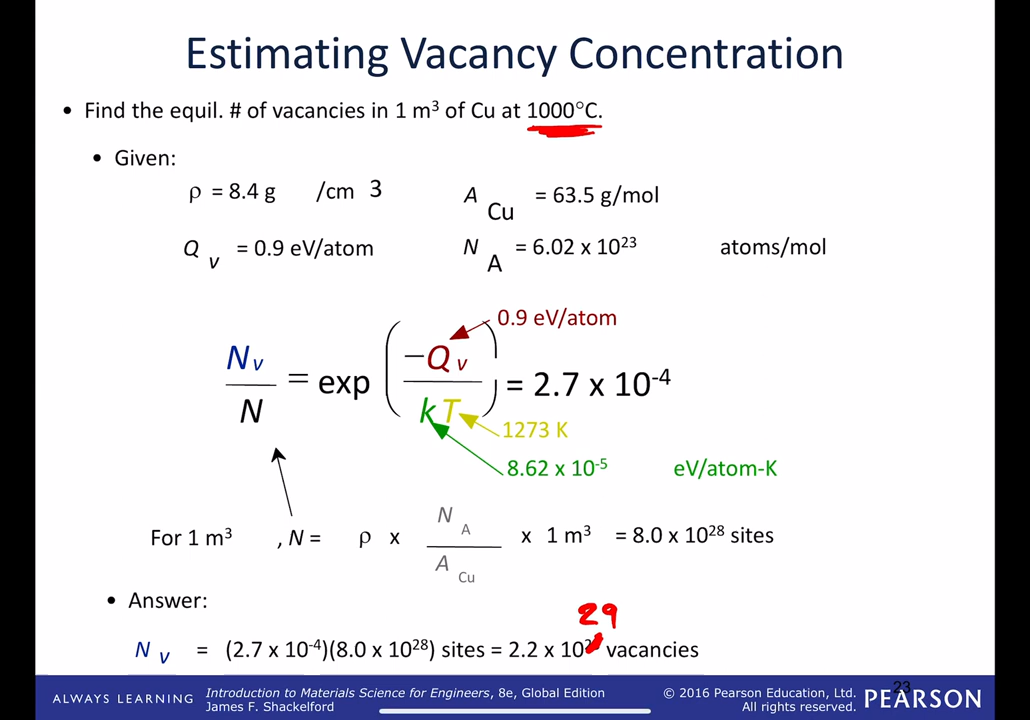 Estimating Vacancy Concentration
• Find the equil. # of vacancies in 1 m³ of Cu at 1000°C.
• Given:
ρ = 8.4 g /cm 3
A Cu = 63.5 g/mol
Q v = 0.9 eV/atom
N A = 6.02 x 10²³ atoms/mol
0.9 eV/atom
Nv / N = exp ( −Qv / kT ) = 2.7 x 10⁻⁴
1273 K
8.62 x 10⁻⁵ eV/atom-K
For 1 m³ , N = ρ x N A / A Cu x 1 m³ = 8.0 x 10²⁸ sites
• Answer:
29
N v = (2.7 x 10⁻⁴)(8.0 x 10²⁸) sites = 2.2 x 10 vacancies
23
ALWAYS LEARNING
Introduction to Materials Science for Engineers, 8e, Global Edition
James F. Shackelford
© 2016 Pearson Education, Ltd.
All rights reserved.
PEARSON